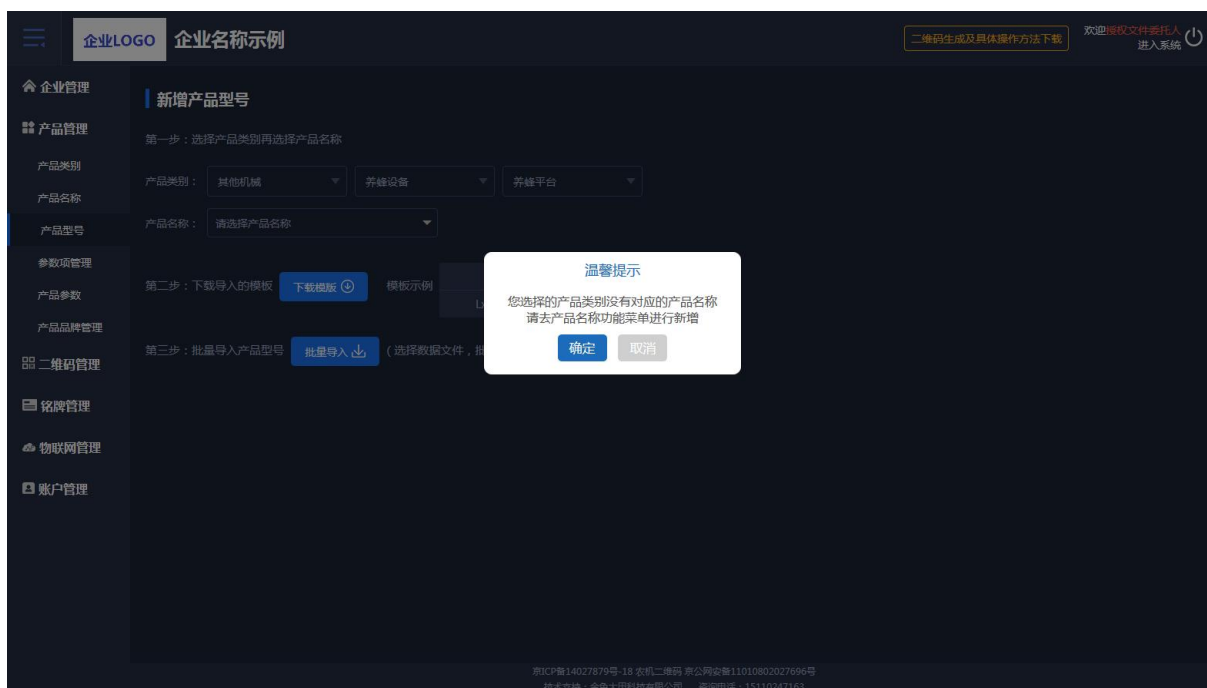 企业LOGO 企业名称示例
二维码生成及具体操作方法下载
欢迎授权文件委托人
进入系统
企业管理
产品管理
产品类别
产品名称
产品型号
参数项管理
产品参数
产品品牌管理
二维码管理
铭牌管理
物联网管理
账户管理
新增产品型号
第一步：选择产品类别再选择产品名称
产品类别： 其他机械 养蜂设备 养蜂平台
产品名称： 请选择产品名称
第二步：下载导入的模板 下载模版 模板示例
第三步：批量导入产品型号 批量导入 （选择数据文件，批
温馨提示
您选择的产品类别没有对应的产品名称
请去产品名称功能菜单进行新增
确定 取消
京ICP备14027879号-18 农机二维码 京公网安备11010802027696号